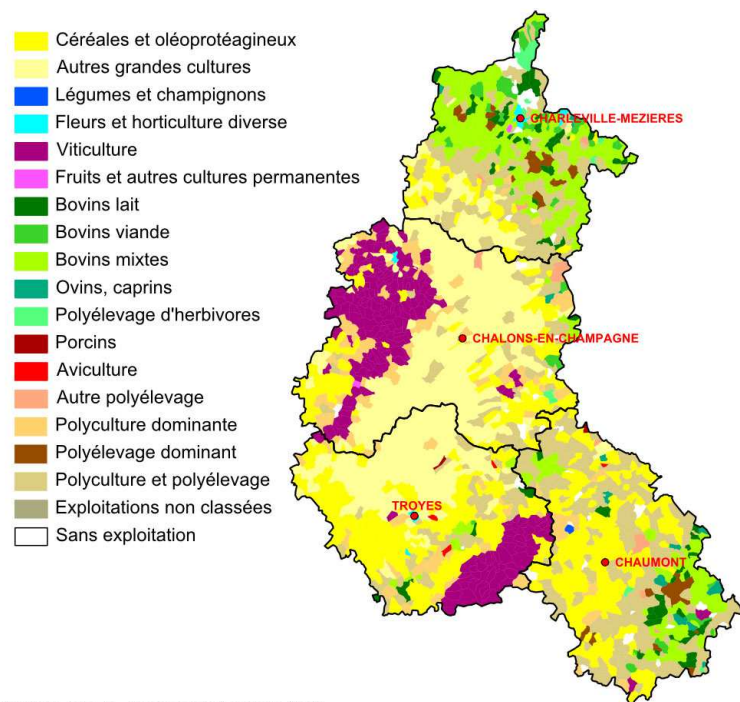 Céréales et oléoprotéagineux
Autres grandes cultures
Légumes et champignons
Fleurs et horticulture diverse
Viticulture
Fruits et autres cultures permanentes
Bovins lait
Bovins viande
Bovins mixtes
Ovins, caprins
Polyélevage d'herbivores
Porcins
Aviculture
Autre polyélevage
Polyculture dominante
Polyélevage dominant
Polyculture et polyélevage
Exploitations non classées
Sans exploitation
CHARLEVILLE-MEZIERES
CHALONS-EN-CHAMPAGNE
TROYES
CHAUMONT